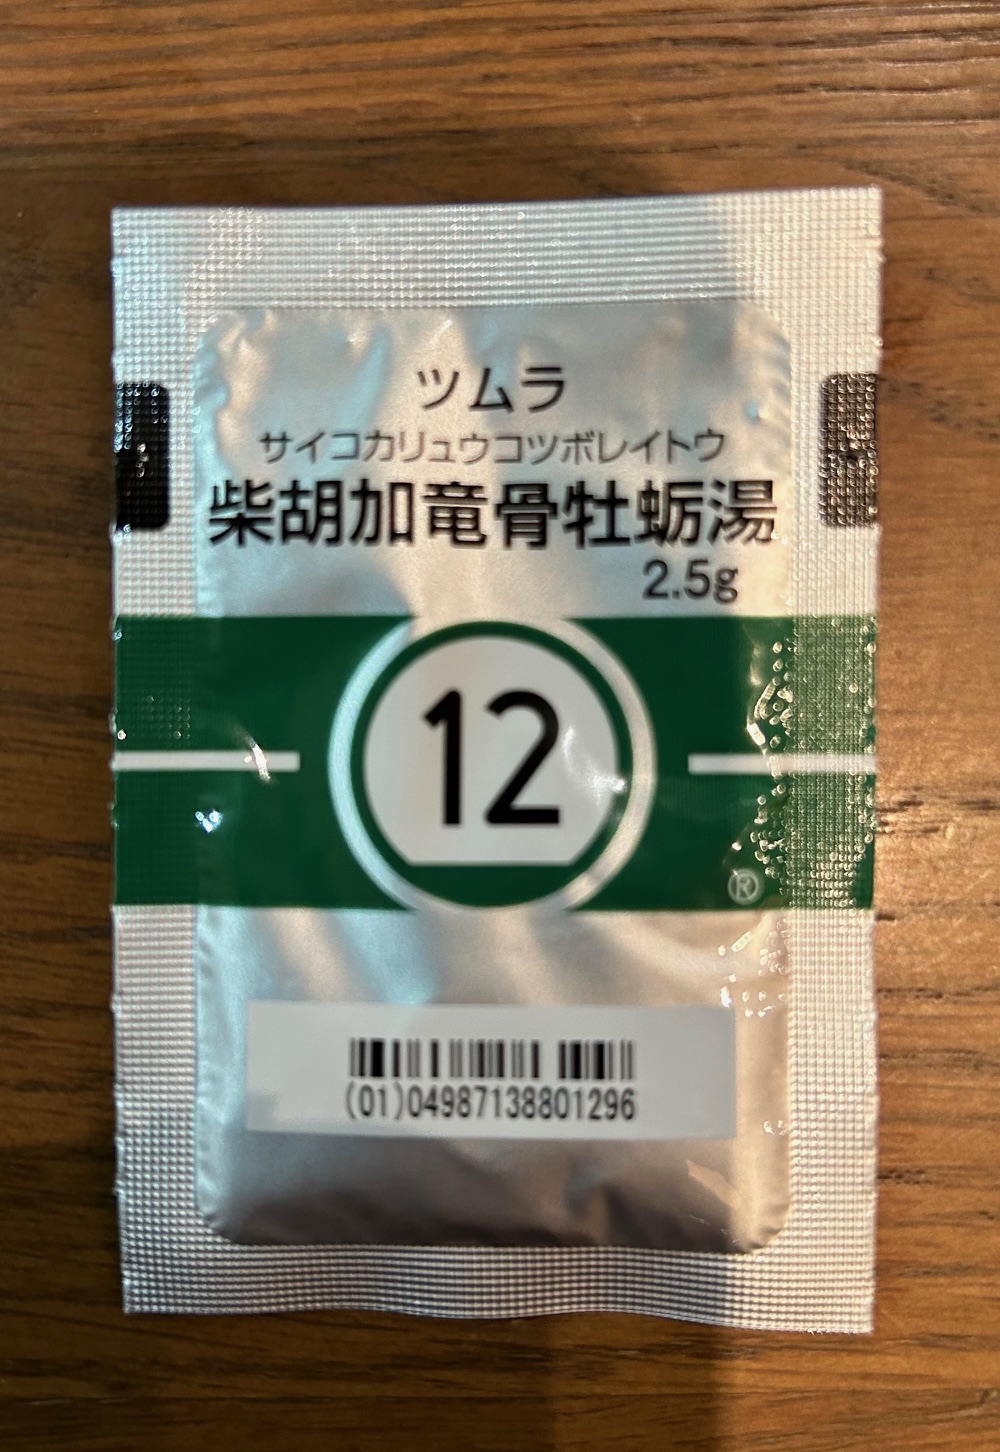 ツムラ
サイコカリュウコツボレイトウ
柴胡加竜骨牡蛎湯
2.5g
12
®
(01)04987138801296